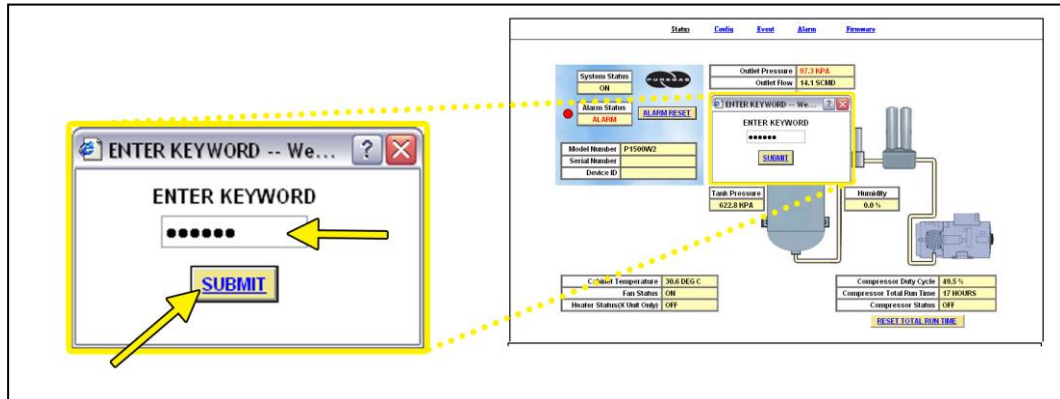 ENTER KEYWORD -- We...
ENTER KEYWORD
••••••
SUBMIT
Status Config Event Alarm Firmware
System Status
ON
PUREGAS
Alarm Status
ALARM
ALARM RESET
Model Number P1500W2
Serial Number
Device ID
Outlet Pressure 97.3 KPA
Outlet Flow 14.1 SCMD
ENTER KEYWORD -- We...
ENTER KEYWORD
••••••
SUBMIT
Tank Pressure
622.8 KPA
Humidity
0.0 %
Cabinet Temperature 30.6 DEG C
Fan Status ON
Heater Status(X Unit Only) OFF
Compressor Duty Cycle 49.5 %
Compressor Total Run Time 17 HOURS
Compressor Status OFF
RESET TOTAL RUN TIME